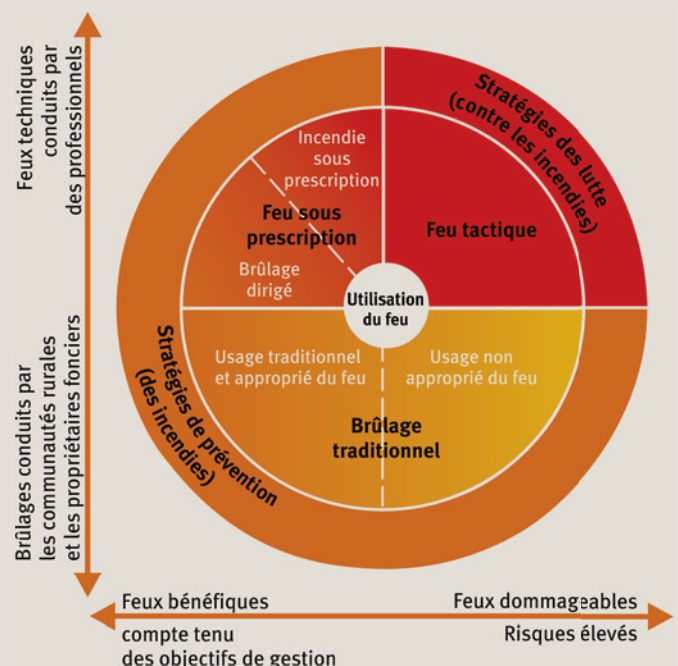 Feux techniques
conduits par
des professionnels
Brûlages conduits par
les communautés rurales
et les propriétaires fonciers
Stratégies des lutte
(contre les incendies)
Incendie
sous
prescription
Feu sous
prescription
Brûlage
dirigé
Feu tactique
Utilisation
du feu
Usage traditionnel
et approprié du feu
Usage non
approprié du feu
Brûlage
traditionnel
Stratégies de prévention
(des incendies)
Feux bénéfiques
Feux dommageables
compte tenu
des objectifs de gestion
Risques élevés